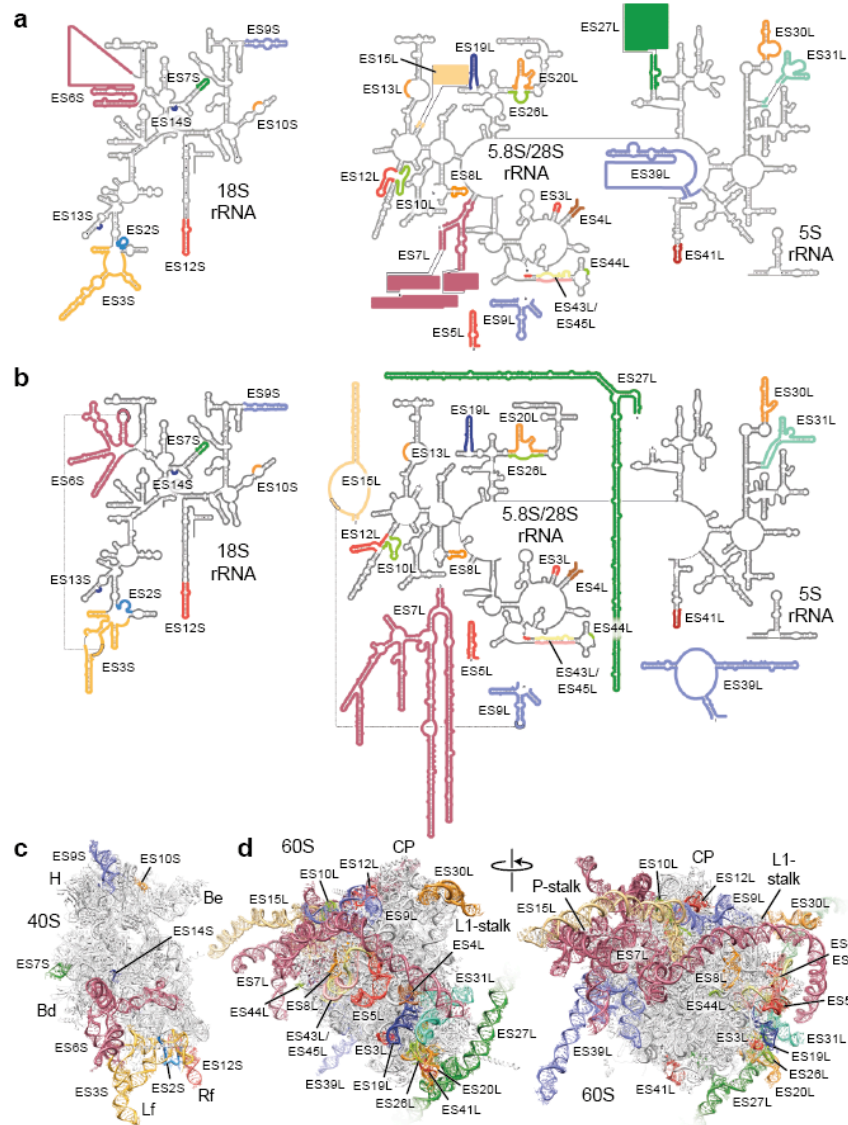 a
ES9S
ES7S
ES6S
ES14S
ES10S
18S
rRNA
ES13S
ES2S
ES12S
ES3S
ES15L
ES19L
ES13L
ES20L
ES26L
ES12L
ES10L
5.8S/28S
rRNA
ES8L
ES3L
ES4L
ES7L
ES44L
ES43L/
ES45L
ES9L
ES5L
ES27L
ES30L
ES31L
ES39L
ES41L
5S
rRNA
b
ES9S
ES7S
ES6S
ES14S
ES10S
18S
rRNA
ES13S
ES2S
ES12S
ES3S
ES27L
ES19L
ES20L
ES13L
ES26L
ES15L
ES12L
ES10L
5.8S/28S
rRNA
ES8L
ES3L
ES4L
ES7L
ES44L
ES5L
ES43L/
ES45L
ES9L
ES30L
ES31L
ES41L
5S
rRNA
ES39L
c
ES9S
ES10S
H
Be
40S
ES14S
ES7S
Bd
ES6S
ES12S
ES3S
ES2S
Rf
Lf
d
60S
CP
ES12L
ES10L
ES30L
ES15L
ES9L
L1-
stalk
ES4L
ES7L
ES31L
ES8L
ES44L
ES5L
ES27L
ES43L/
ES45L
ES3L
ES39L
ES19L
ES20L
ES26L
ES41L
CP
L1-
stalk
ES10L
ES12L
P-stalk
ES15L
ES9L
ES30L
ES7L
ES8L
ES44L
ES3L
ES31L
ES39L
ES19L
ES26L
ES41L
ES20L
60S
ES27L